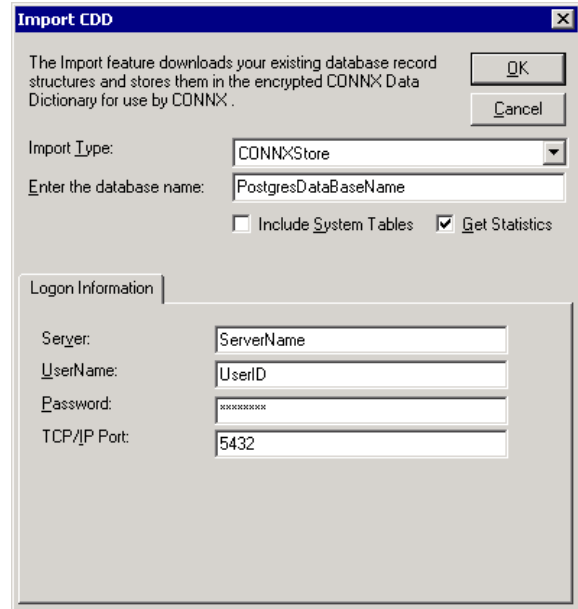 Import CDD
The Import feature downloads your existing database record
structures and stores them in the encrypted CONNX Data
Dictionary for use by CONNX .
OK
Cancel
Import Type:
CONNXStore
Enter the database name:
PostgresDataBaseName
Include System Tables
Get Statistics
Logon Information
Server:
ServerName
UserName:
UserID
Password:
××××××××
TCP/IP Port:
5432